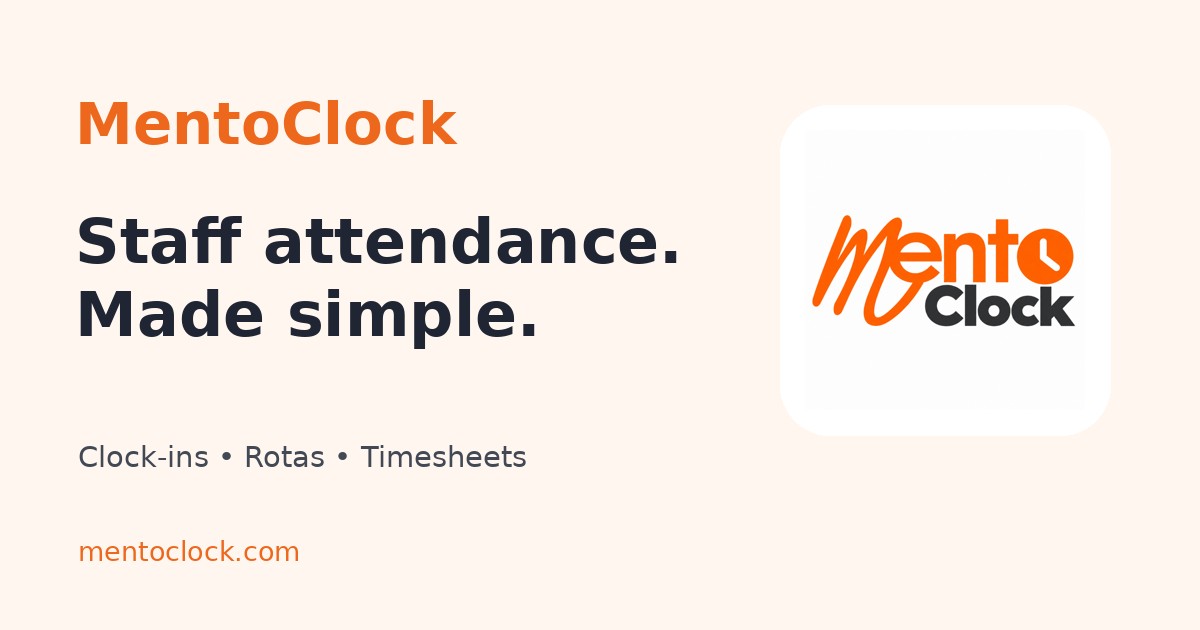 MentoClock
Staff attendance.
Made simple.
Clock-ins • Rotas • Timesheets
mentoclock.com
Mento
Clock